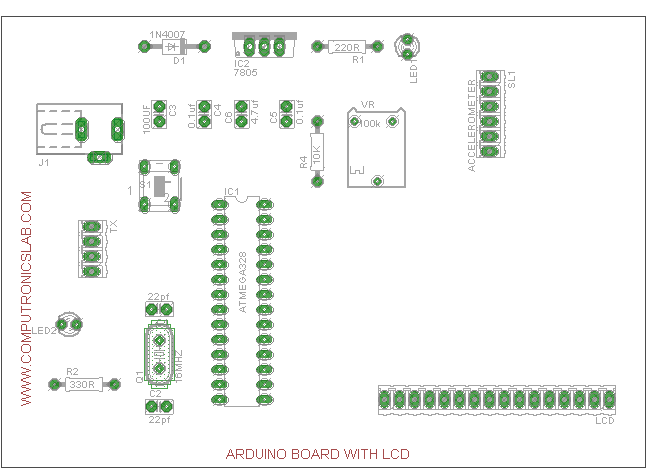 1N4007
D1
IC2
7805
220R
R1
LED1
SL1
ACCELEROMETER
J1
100UF
C3
0.1uf
C4
C6
4.7uf
C5
0.1uf
VR
100k
R4
10K
S1
1
2
IC1
ATMEGA328
TX
WWW.COMPUTRONICSLAB.COM
22pf
LED2
Q1
16MHZ
R2
330R
C2
22pf
LCD
ARDUINO BOARD WITH LCD